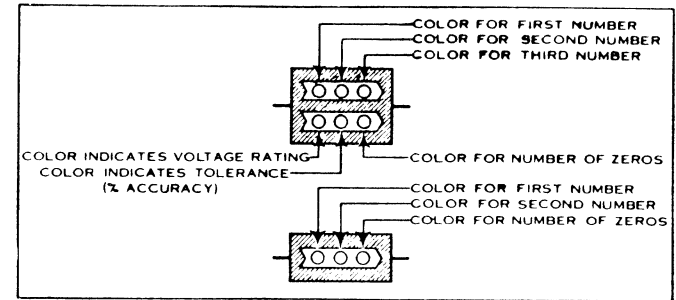 COLOR FOR FIRST NUMBER
COLOR FOR SECOND NUMBER
COLOR FOR THIRD NUMBER
COLOR INDICATES VOLTAGE RATING
COLOR FOR NUMBER OF ZEROS
COLOR INDICATES TOLERANCE
(% ACCURACY)
COLOR FOR FIRST NUMBER
COLOR FOR SECOND NUMBER
COLOR FOR NUMBER OF ZEROS